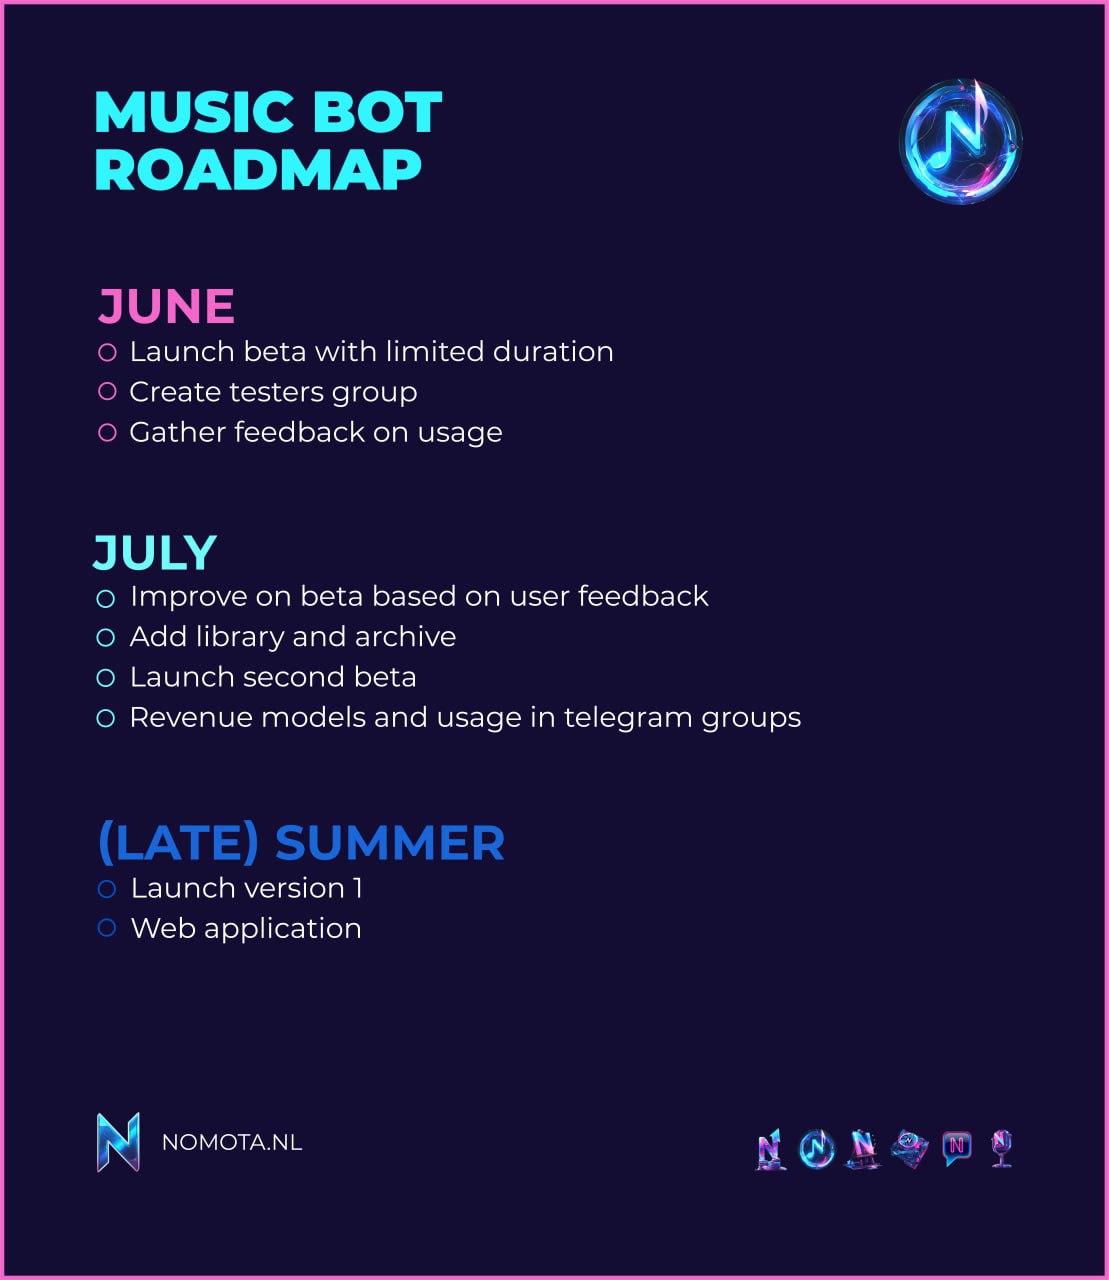 MUSIC BOT
ROADMAP
JUNE
Launch beta with limited duration
Create testers group
Gather feedback on usage
JULY
Improve on beta based on user feedback
Add library and archive
Launch second beta
Revenue models and usage in telegram groups
(LATE) SUMMER
Launch version 1
Web application
NOMOTA.NL